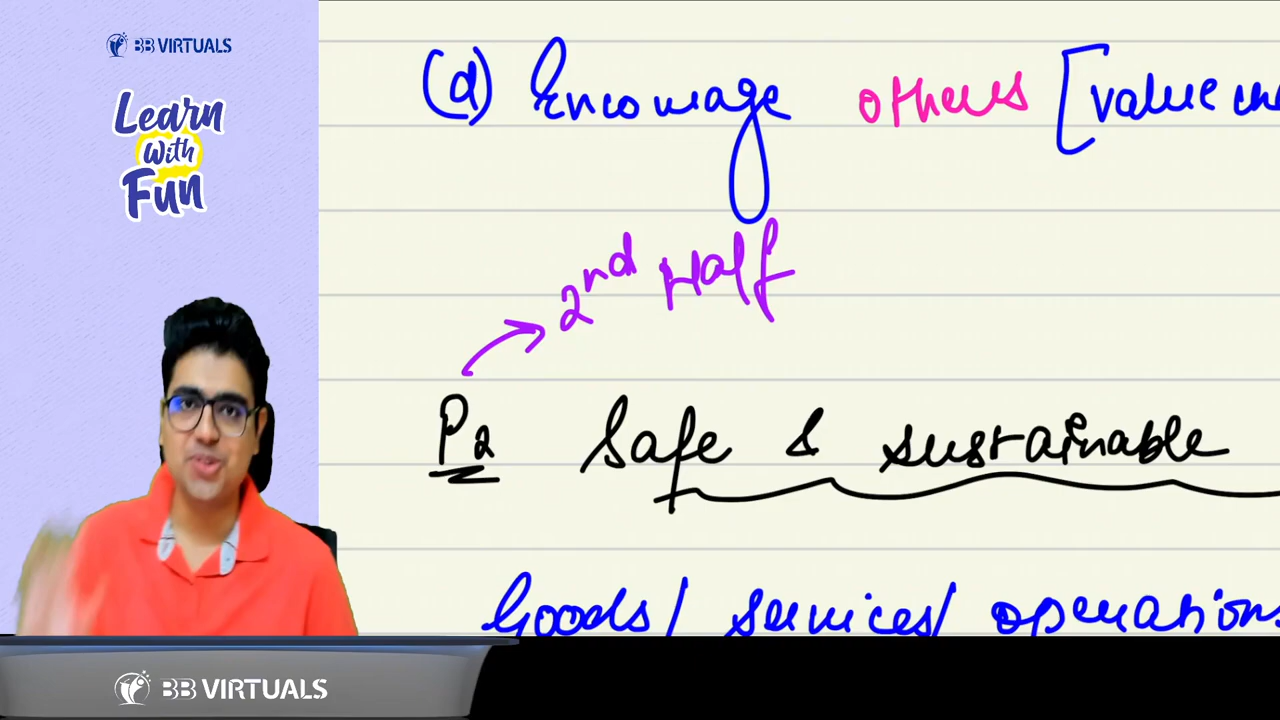 BB VIRTUALS
Learn
With
Fun
(d) Encourage others [value
2nd Half
P2 Safe & sustainable
Goods/ services/ operations
BB VIRTUALS